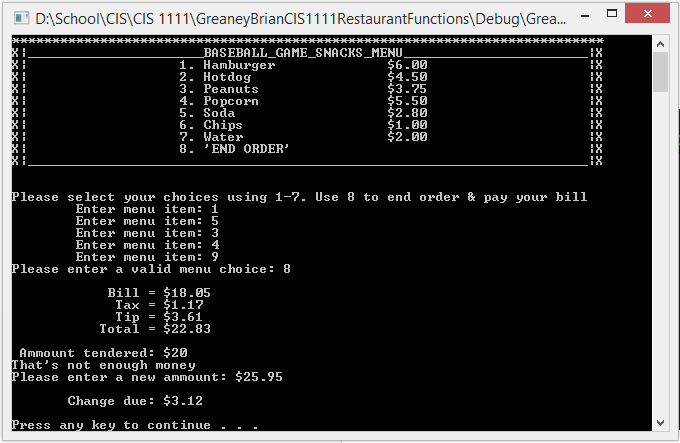 D:\School\CIS\CIS 1111\GreaneyBrianCIS1111RestaurantFunctions\Debug\Grea...
**************************************************************************
X|______________________BASEBALL_GAME_SNACKS_MENU_______________________|X
X| 1. Hamburger $6.00 |X
X| 2. Hotdog $4.50 |X
X| 3. Peanuts $3.75 |X
X| 4. Popcorn $5.50 |X
X| 5. Soda $2.80 |X
X| 6. Chips $1.00 |X
X| 7. Water $2.00 |X
X| 8. 'END ORDER' |X
X|______________________________________________________________________|X
Please select your choices using 1-7. Use 8 to end order & pay your bill
Enter menu item: 1
Enter menu item: 5
Enter menu item: 3
Enter menu item: 4
Enter menu item: 9
Please enter a valid menu choice: 8
Bill = $18.05
Tax = $1.17
Tip = $3.61
Total = $22.83
Ammount tendered: $20
That's not enough money
Please enter a new ammount: $25.95
Change due: $3.12
Press any key to continue . . .